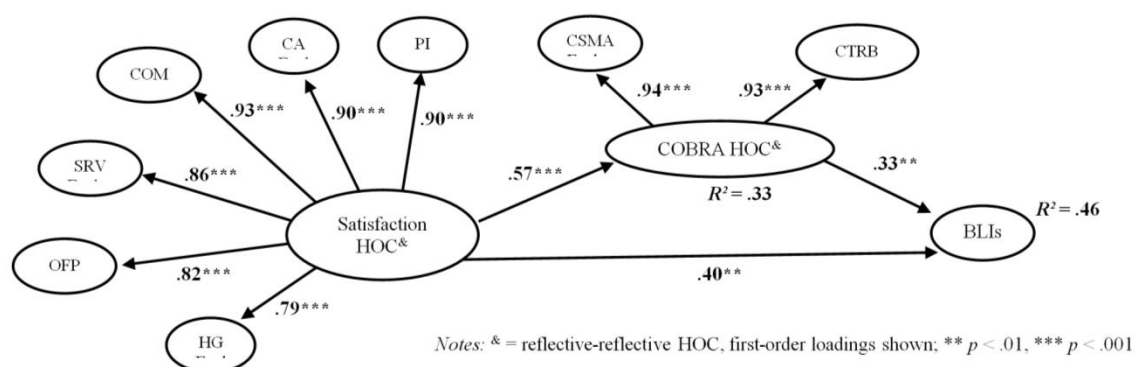 CA
PI
CSMA
CTRB
COM
.93***
.90***
.90***
.94***
.93***
SRV
.86***
COBRA HOC&
.57***
.33**
R² = .33
R² = .46
Satisfaction
HOC&
BLIs
OFP
.82***
.40**
.79***
HG
Notes: & = reflective-reflective HOC, first-order loadings shown; ** p < .01, *** p < .001